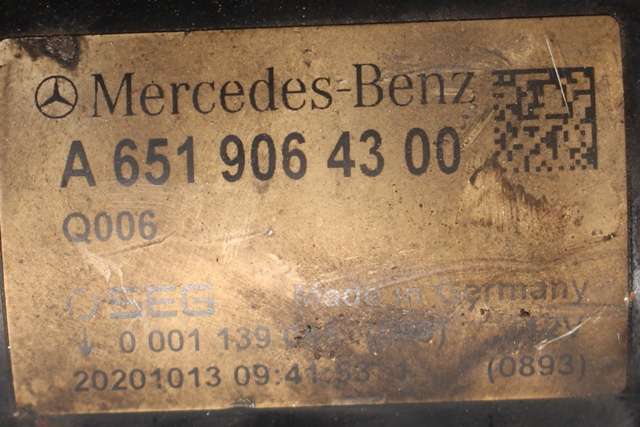 Mercedes-Benz
A 651 906 43 00
Q006
SEG Made in Germany
0 001 139 12V
20201013 09:41:53 (0893)